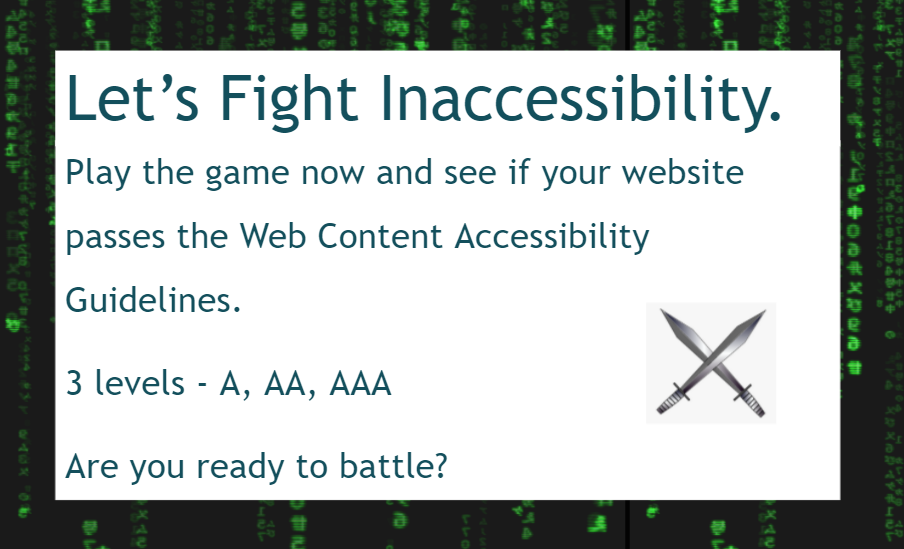 Let’s Fight Inaccessibility.
Play the game now and see if your website
passes the Web Content Accessibility
Guidelines.
3 levels - A, AA, AAA
Are you ready to battle?